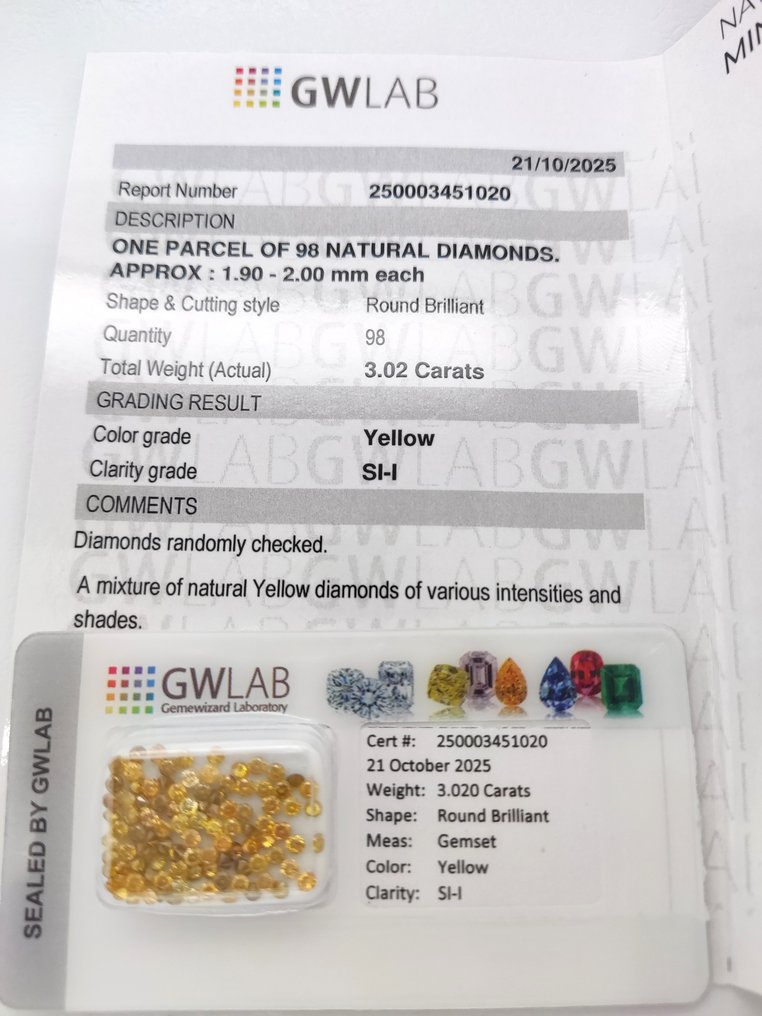 GWLAB
21/10/2025
Report Number 250003451020
DESCRIPTION
ONE PARCEL OF 98 NATURAL DIAMONDS.
APPROX : 1.90 - 2.00 mm each
Shape & Cutting style Round Brilliant
Quantity 98
Total Weight (Actual) 3.02 Carats
GRADING RESULT
Color grade Yellow
Clarity grade SI-I
COMMENTS
Diamonds randomly checked.
A mixture of natural Yellow diamonds of various intensities and
shades.
SEALED BY GWLAB
GWLAB
Gemewizard Laboratory
Cert #: 250003451020
21 October 2025
Weight: 3.020 Carats
Shape: Round Brilliant
Meas: Gemset
Color: Yellow
Clarity: SI-I